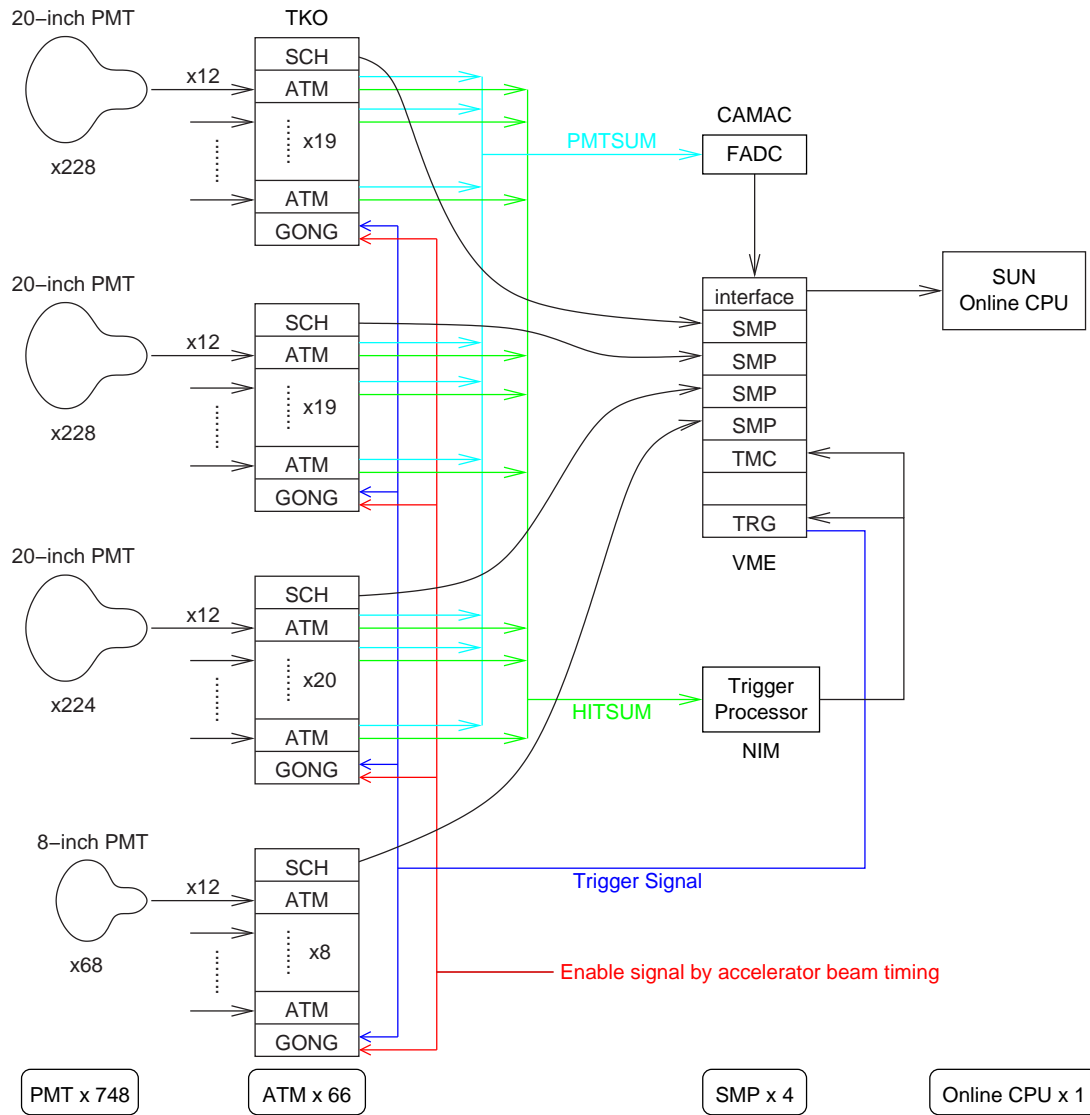 20−inch PMT
TKO
SCH
x12
ATM
x19
x228
ATM
GONG
PMTSUM
CAMAC
FADC
20−inch PMT
SCH
x12
ATM
x19
x228
ATM
GONG
interface
SMP
SMP
SMP
SMP
TMC
TRG
VME
SUN
Online CPU
20−inch PMT
SCH
x12
ATM
x20
x224
ATM
GONG
HITSUM
Trigger
Processor
NIM
8−inch PMT
SCH
x12
ATM
x8
x68
ATM
GONG
Trigger Signal
Enable signal by accelerator beam timing
PMT x 748
ATM x 66
SMP x 4
Online CPU x 1